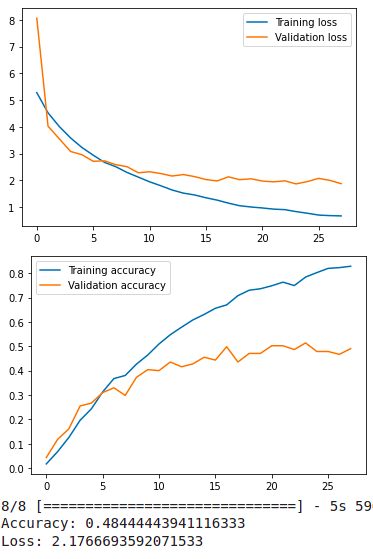 8
7
6
5
4
3
2
1
Training loss
Validation loss
0 5 10 15 20 25
0.8
0.7
0.6
0.5
0.4
0.3
0.2
0.1
0.0
Training accuracy
Validation accuracy
0 5 10 15 20 25
8/8 [==============================] - 5s 59
Accuracy: 0.48444443941116333
Loss: 2.1766693592071533